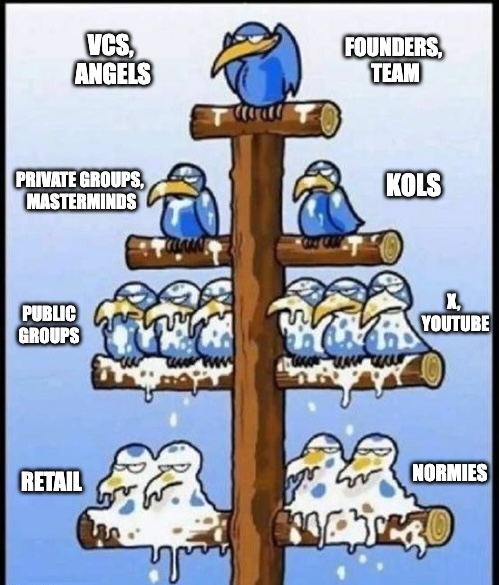 VCS,
ANGELS
FOUNDERS,
TEAM
PRIVATE GROUPS,
MASTERMINDS
KOLS
PUBLIC
GROUPS
X,
YOUTUBE
RETAIL
NORMIES